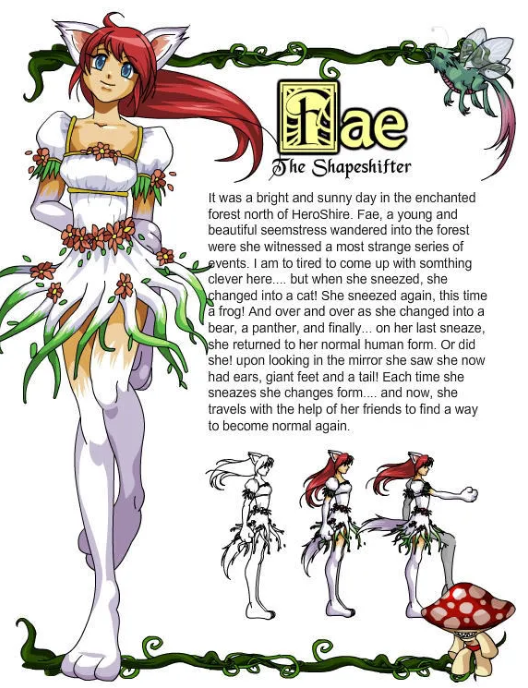 Fae
The Shapeshifter
It was a bright and sunny day in the enchanted
forest north of HeroShire. Fae, a young and
beautiful seemstress wandered into the forest
were she witnessed a most strange series of
events. I am to tired to come up with somthing
clever here.... but when she sneezed, she
changed into a cat! She sneezed again, this time
a frog! And over and over as she changed into a
bear, a panther, and finally... on her last sneaze,
she returned to her normal human form. Or did
she! upon looking in the mirror she saw she now
had ears, giant feet and a tail! Each time she
sneazes she changes form.... and now, she
travels with the help of her friends to find a way
to become normal again.